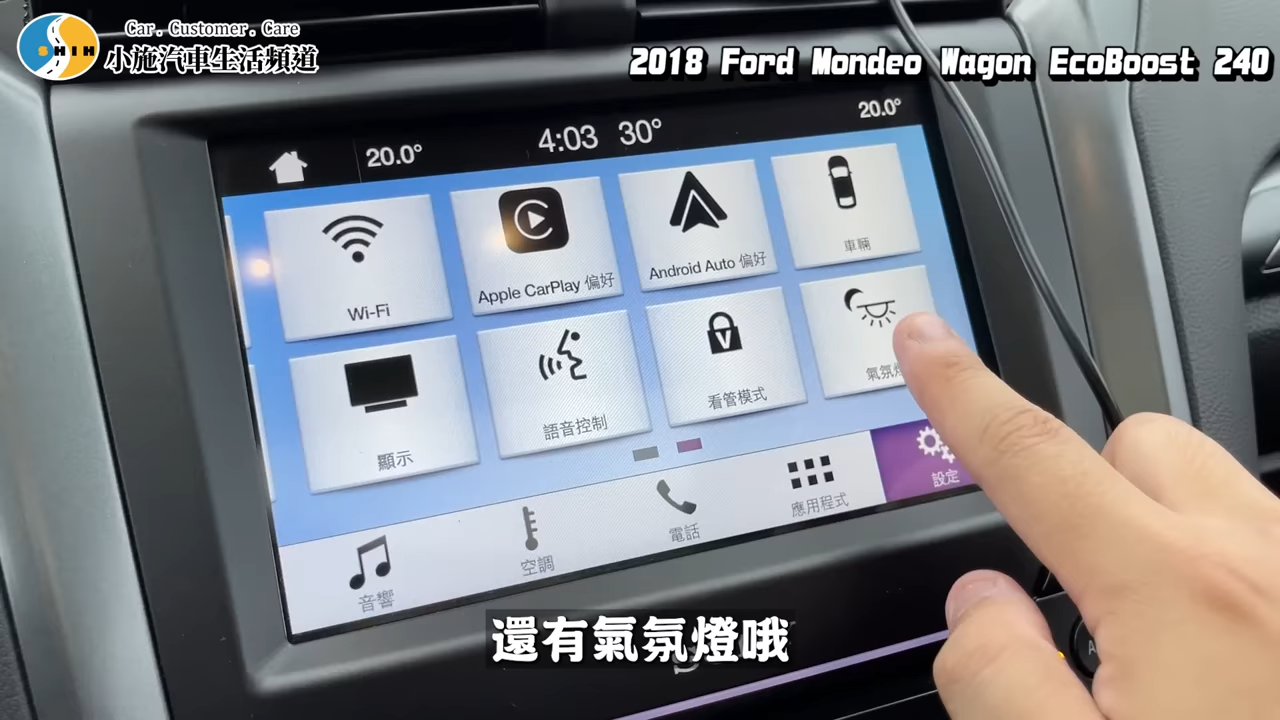 Car. Customer. Care
SHIH
小施汽車生活頻道
2018 Ford Mondeo Wagon EcoBoost 240
20.0°
4:03
30°
20.0°
Wi-Fi
Apple CarPlay 偏好
Android Auto 偏好
車輛
顯示
語音控制
看管模式
氣氛
音響
空調
電話
應用程式
設定
還有氣氛燈哦